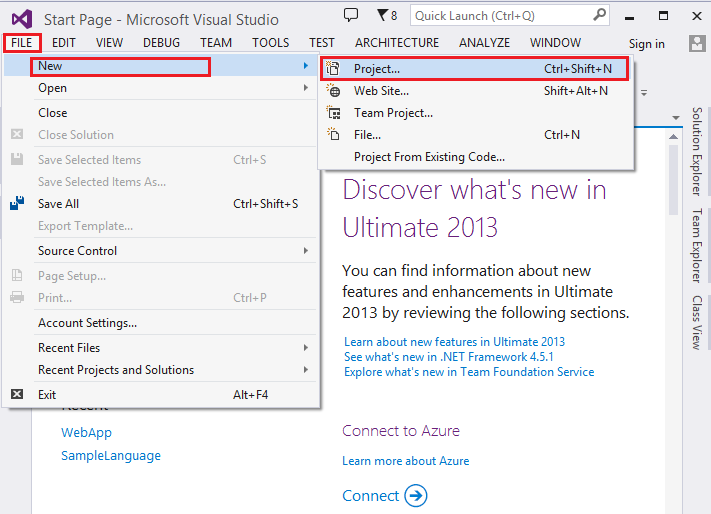 Start Page - Microsoft Visual Studio
8
Quick Launch (Ctrl+Q)
FILE EDIT VIEW DEBUG TEAM TOOLS TEST ARCHITECTURE ANALYZE WINDOW Sign in
New
Open
Close
Close Solution
Save Selected Items Ctrl+S
Save Selected Items As...
Save All Ctrl+Shift+S
Export Template...
Source Control
Page Setup...
Print... Ctrl+P
Account Settings...
Recent Files
Recent Projects and Solutions
Exit Alt+F4
Project... Ctrl+Shift+N
Web Site... Shift+Alt+N
Team Project...
File... Ctrl+N
Project From Existing Code...
Recent
WebApp
SampleLanguage
Discover what's new in
Ultimate 2013
You can find information about new
features and enhancements in Ultimate
2013 by reviewing the following sections.
Learn about new features in Ultimate 2013
See what's new in .NET Framework 4.5.1
Explore what's new in Team Foundation Service
Connect to Azure
Learn more about Azure
Connect
Solution Explorer
Team Explorer
Class View